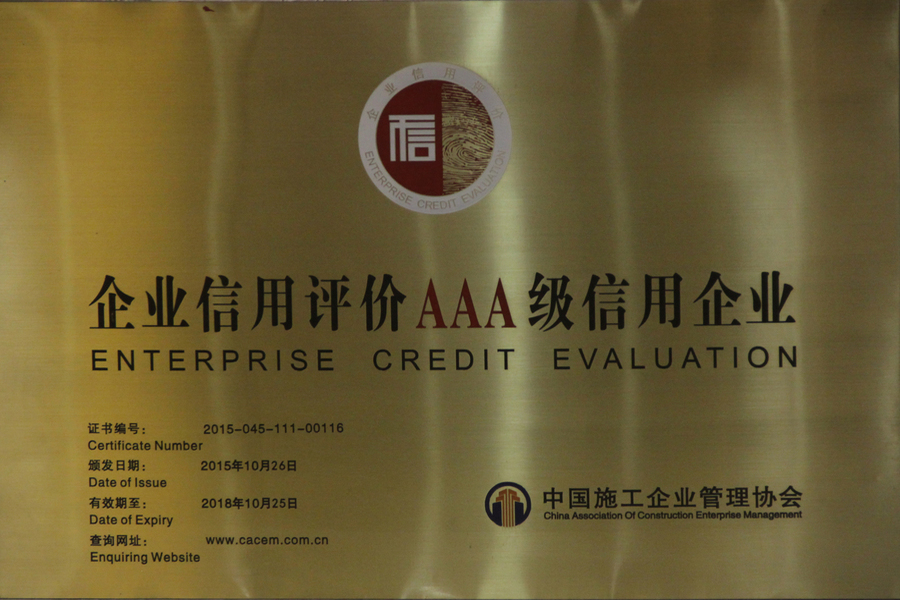 企业信用评价
信
ENTERPRISE CREDIT EVALUATION
企业信用评价AAA级信用企业
ENTERPRISE CREDIT EVALUATION
证书编号： 2015-045-111-00116
Certificate Number
颁发日期： 2015年10月26日
Date of Issue
有效期至： 2018年10月25日
Date of Expiry
查询网址： www.cacem.com.cn
Enquiring Website
中国施工企业管理协会
China Association Of Construction Enterprise Management